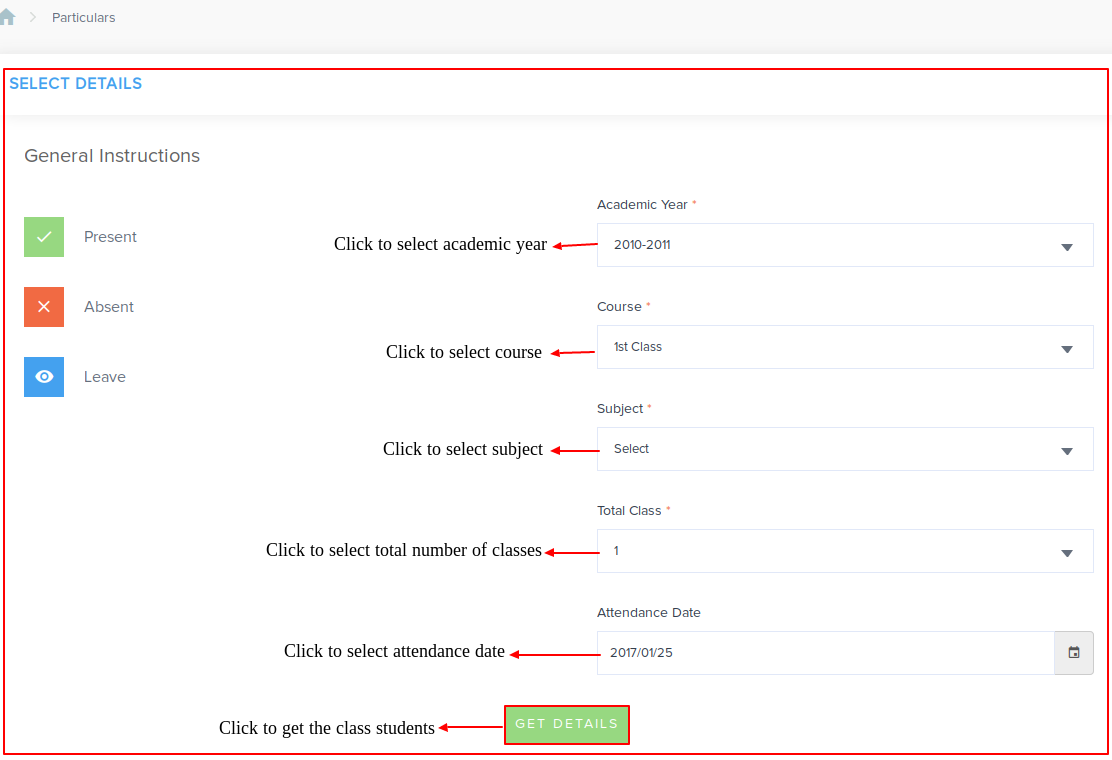 Particulars
SELECT DETAILS
General Instructions
Present
Absent
Leave
Academic Year *
Click to select academic year
2010-2011
Course *
Click to select course
1st Class
Subject *
Click to select subject
Select
Total Class *
Click to select total number of classes
1
Attendance Date
Click to select attendance date
2017/01/25
Click to get the class students
GET DETAILS